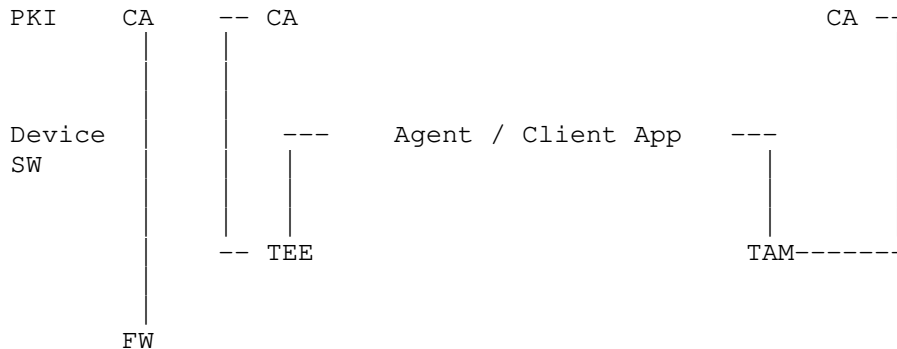 PKI CA -- CA CA --
Device --- Agent / Client App ---
SW
-- TEE TAM-------
FW